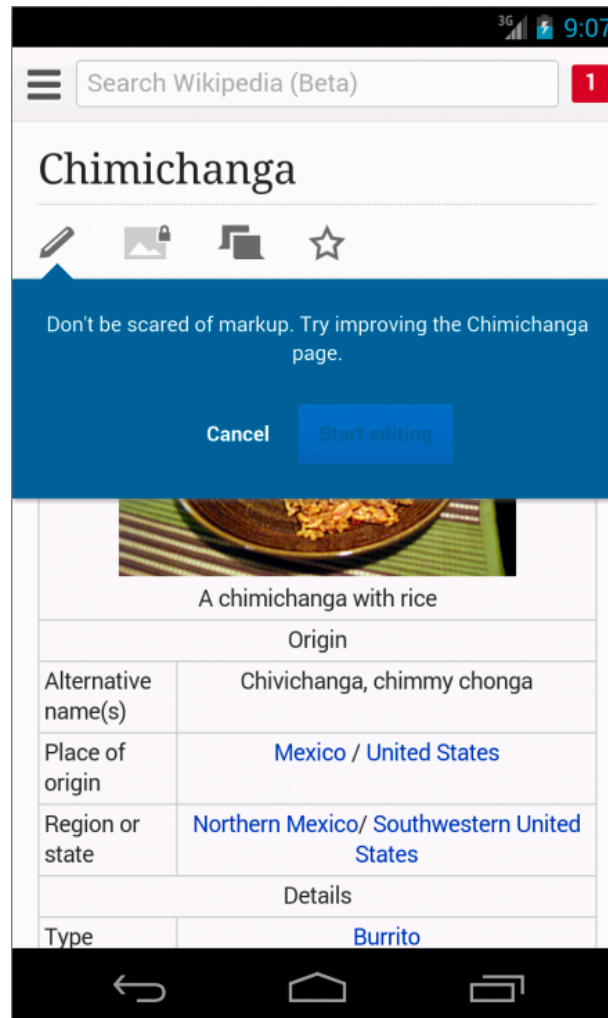 3G 9:07
Search Wikipedia (Beta) 1
Chimichanga
Don't be scared of markup. Try improving the Chimichanga
page.
Cancel Start editing
A chimichanga with rice
Origin
Alternative Chivichanga, chimmy chonga
name(s)
Place of Mexico / United States
origin
Region or Northern Mexico/ Southwestern United
state States
Details
Type Burrito